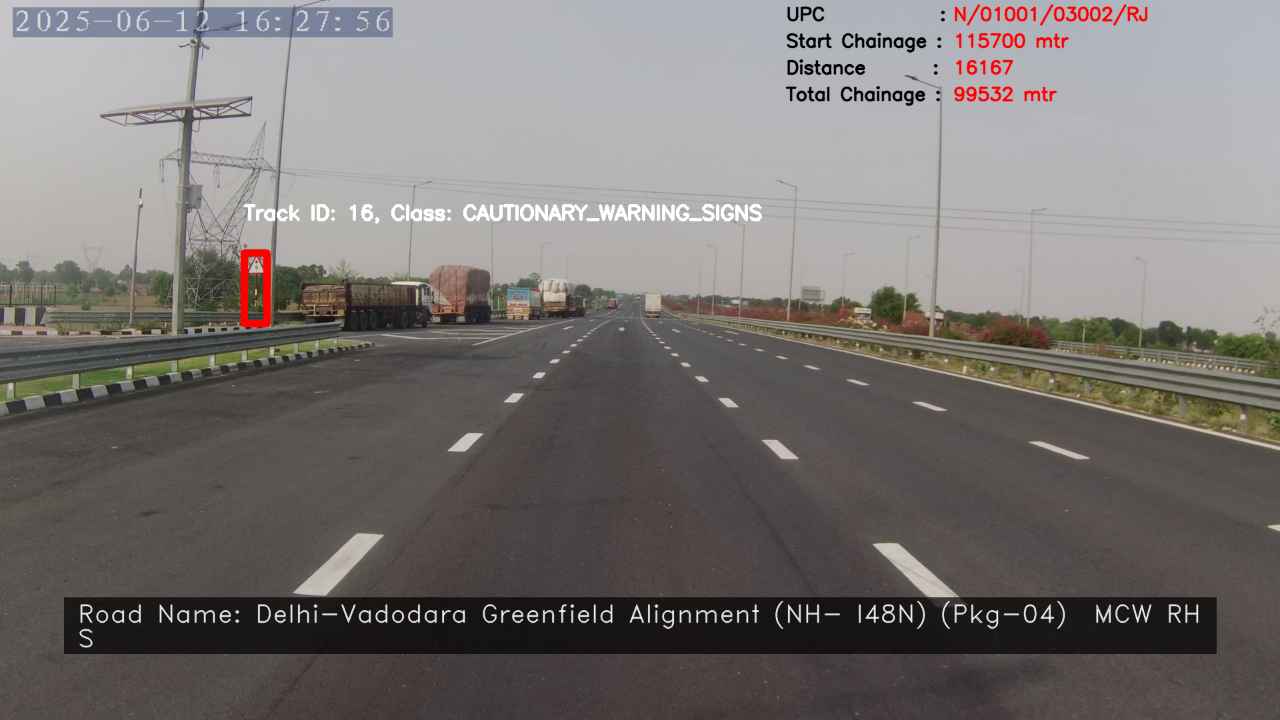 2025-06-12 16:27:56
UPC : N/01001/03002/RJ
Start Chainage : 115700 mtr
Distance : 16167
Total Chainage : 99532 mtr
Track ID: 16, Class: CAUTIONARY_WARNING_SIGNS
Road Name: Delhi-Vadodara Greenfield Alignment (NH- 148N) (Pkg-04) MCW RH
S